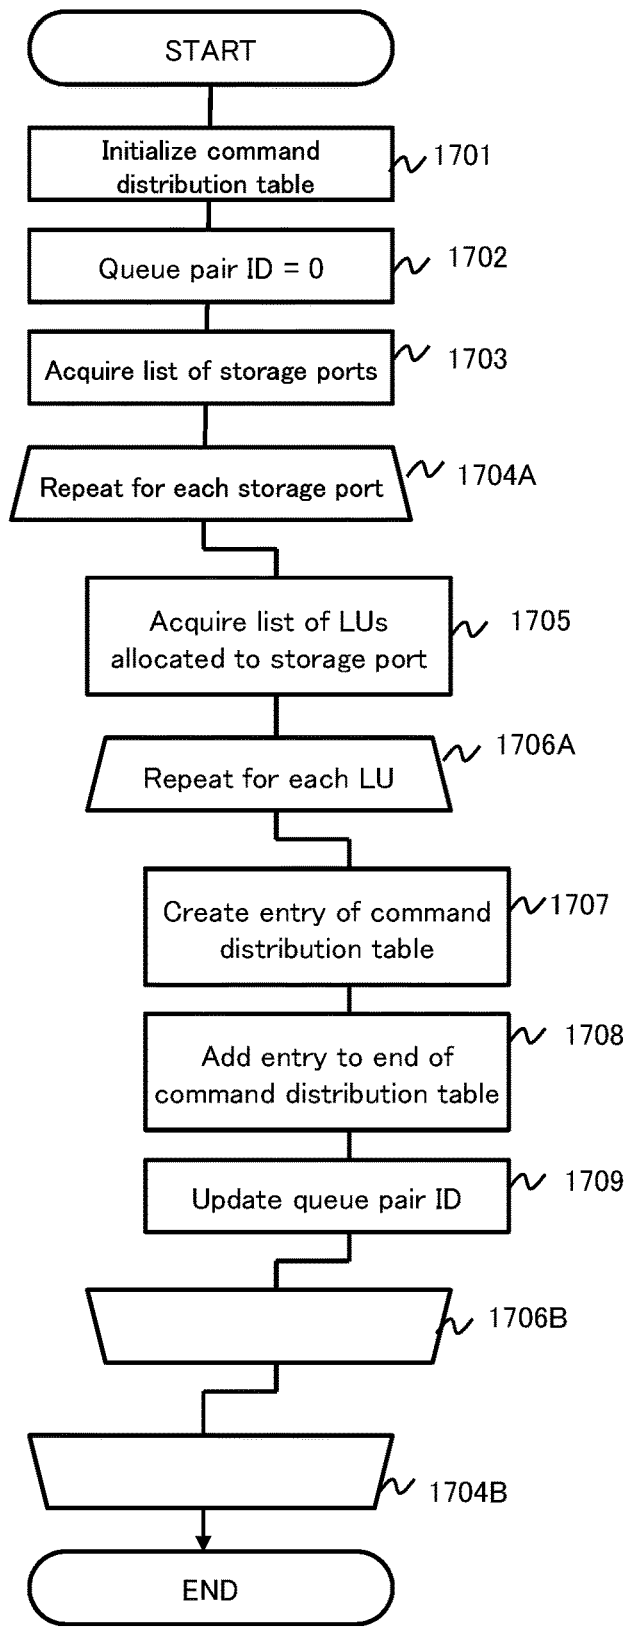 START
Initialize command
distribution table
1701
Queue pair ID = 0
1702
Acquire list of storage ports
1703
Repeat for each storage port
1704A
Acquire list of LUs
allocated to storage port
1705
Repeat for each LU
1706A
Create entry of command
distribution table
1707
Add entry to end of
command distribution table
1708
Update queue pair ID
1709
1706B
1704B
END